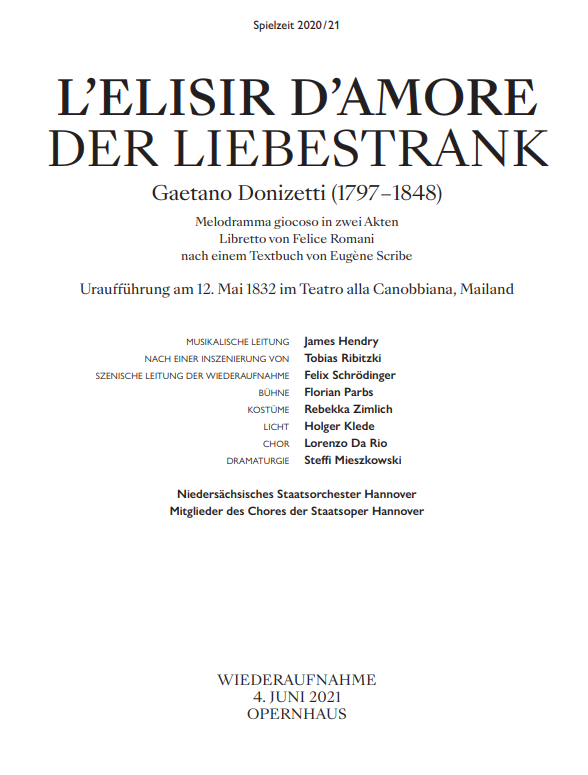 Spielzeit 2020/21
L’ELISIR D’AMORE
DER LIEBESTRANK
Gaetano Donizetti (1797–1848)
Melodramma giocoso in zwei Akten
Libretto von Felice Romani
nach einem Textbuch von Eugène Scribe
Uraufführung am 12. Mai 1832 im Teatro alla Canobbiana, Mailand
MUSIKALISCHE LEITUNG James Hendry
NACH EINER INSZENIERUNG VON Tobias Ribitzki
SZENISCHE LEITUNG DER WIEDERAUFNAHME Felix Schrödinger
BÜHNE Florian Parbs
KOSTÜME Rebekka Zimlich
LICHT Holger Klede
CHOR Lorenzo Da Rio
DRAMATURGIE Steffi Mieszkowski
Niedersächsisches Staatsorchester Hannover
Mitglieder des Chores der Staatsoper Hannover
WIEDERAUFNAHME
4. JUNI 2021
OPERNHAUS